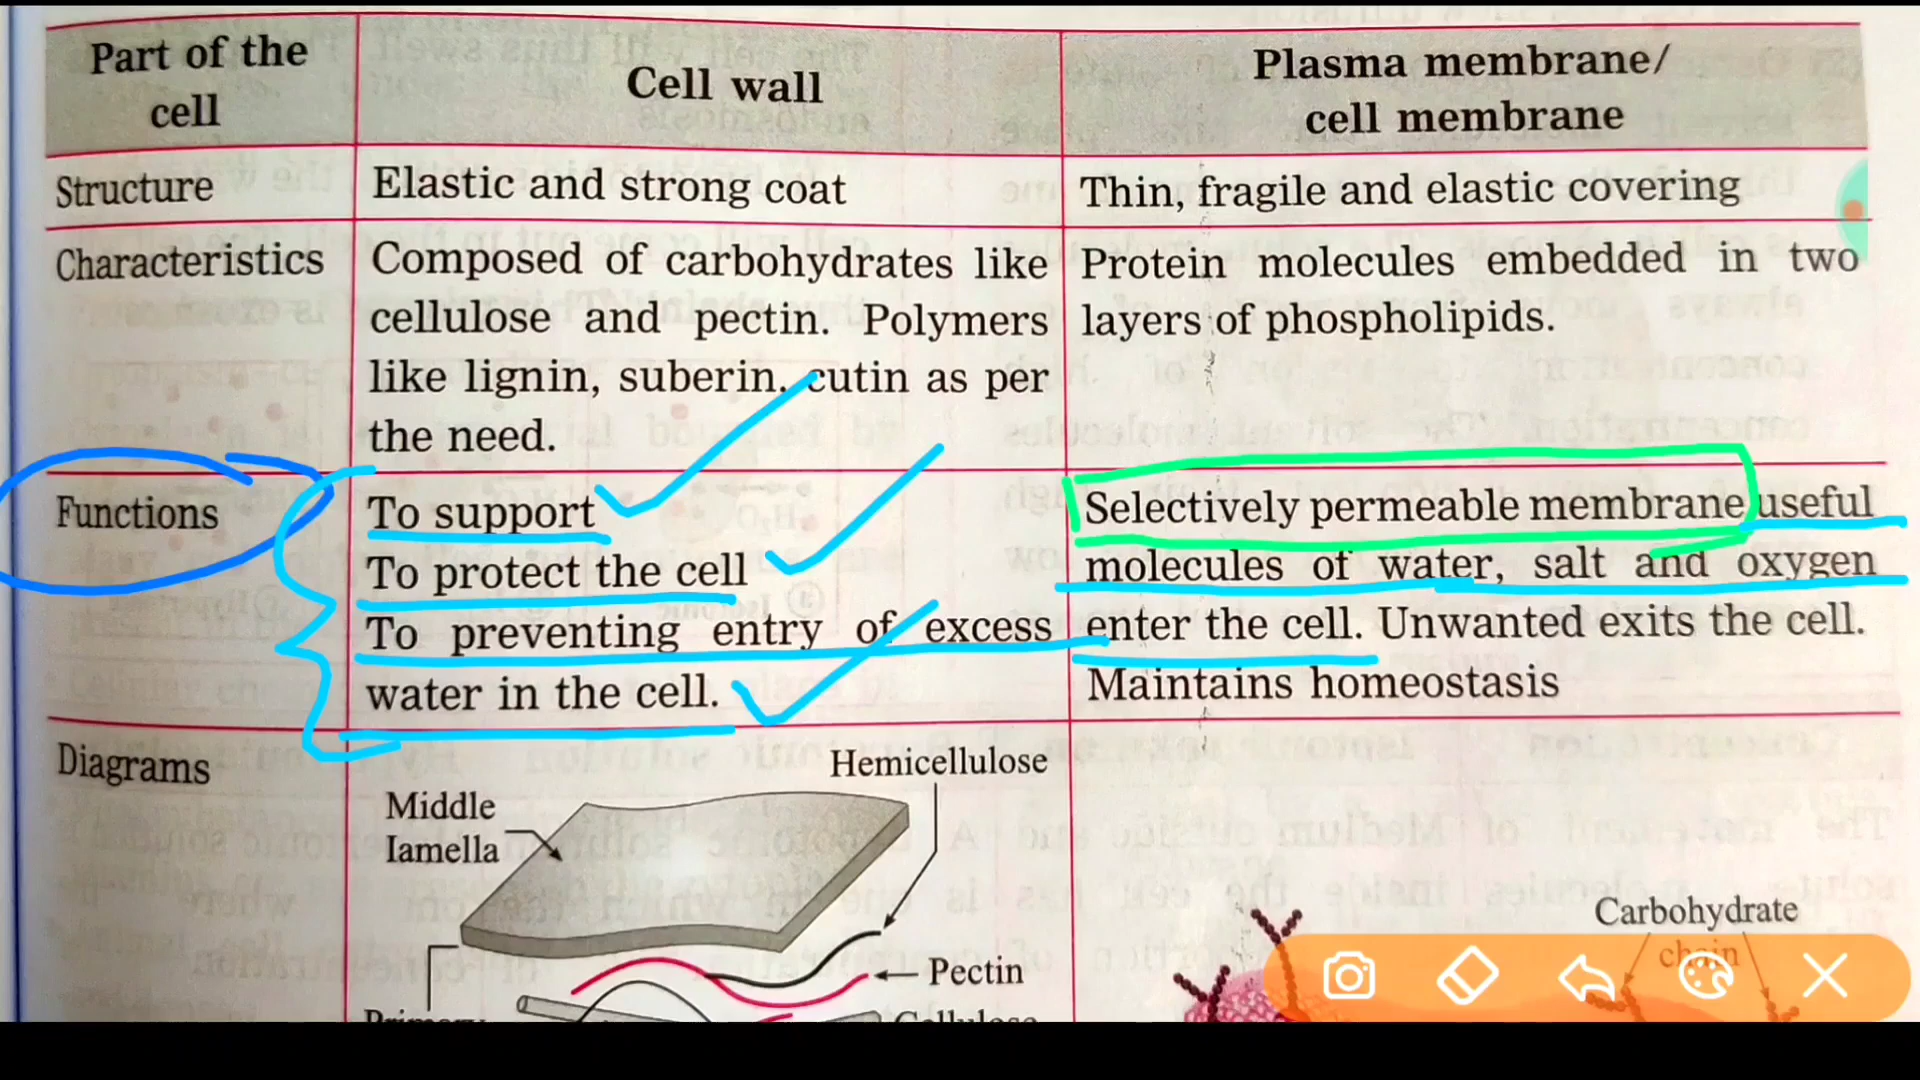 Part of the cell
Cell wall
Plasma membrane/
cell membrane
Structure
Elastic and strong coat
Thin, fragile and elastic covering
Characteristics
Composed of carbohydrates like
cellulose and pectin. Polymers
like lignin, suberin, cutin as per
the need.
Protein molecules embedded in two
layers of phospholipids.
Functions
To support
To protect the cell
To preventing entry of excess
water in the cell.
Selectively permeable membrane useful
molecules of water, salt and oxygen
enter the cell. Unwanted exits the cell.
Maintains homeostasis
Diagrams
Hemicellulose
Middle
Iamella
Pectin
Carbohydrate
chain